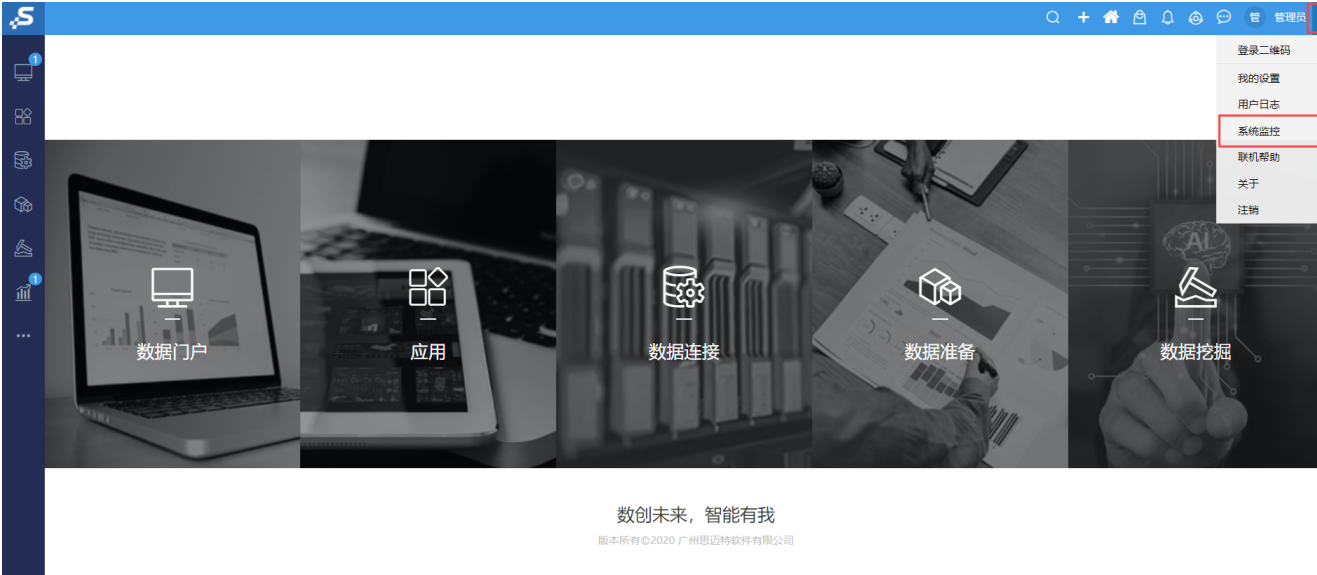 S
管 管理员
登录二维码
我的设置
用户日志
系统监控
联机帮助
关于
注销
1
1
数据门户
应用
数据连接
数据准备
AI
数据挖掘
数创未来，智能有我
版本所有©2020 广州思迈特软件有限公司